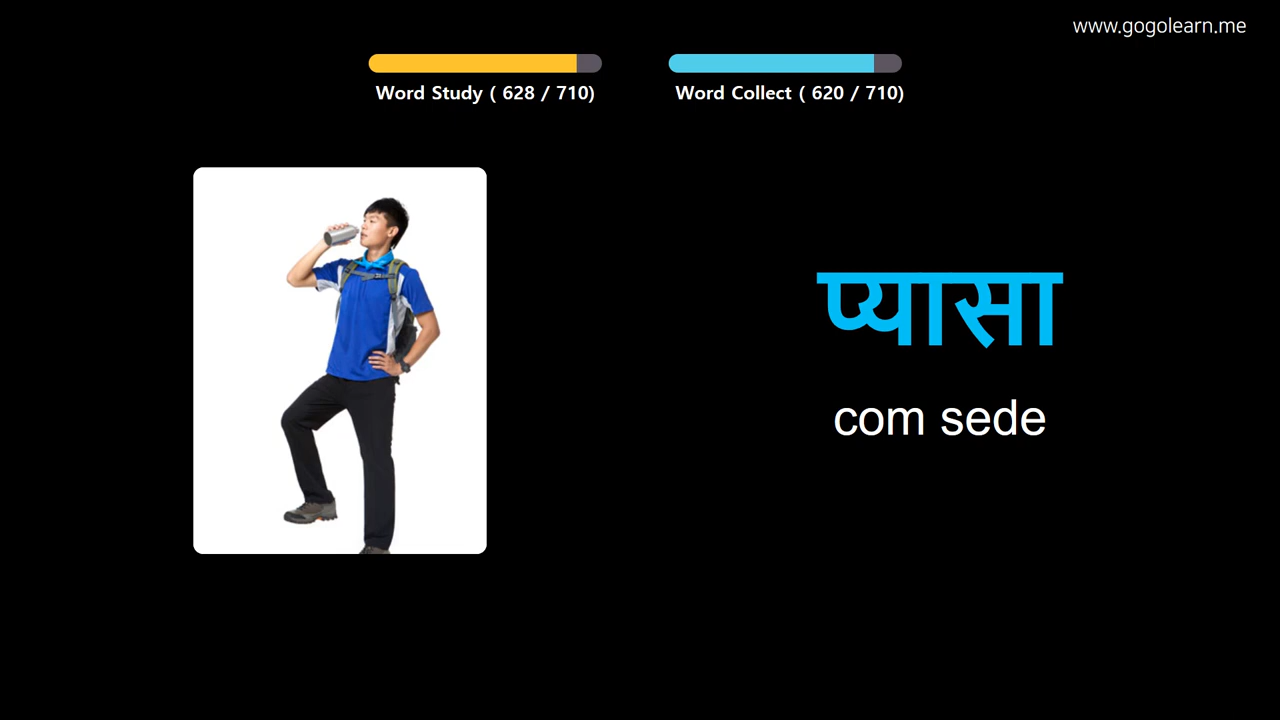 www.gogolearn.me
Word Study ( 628 / 710)
Word Collect ( 620 / 710)
प्यासा
com sede